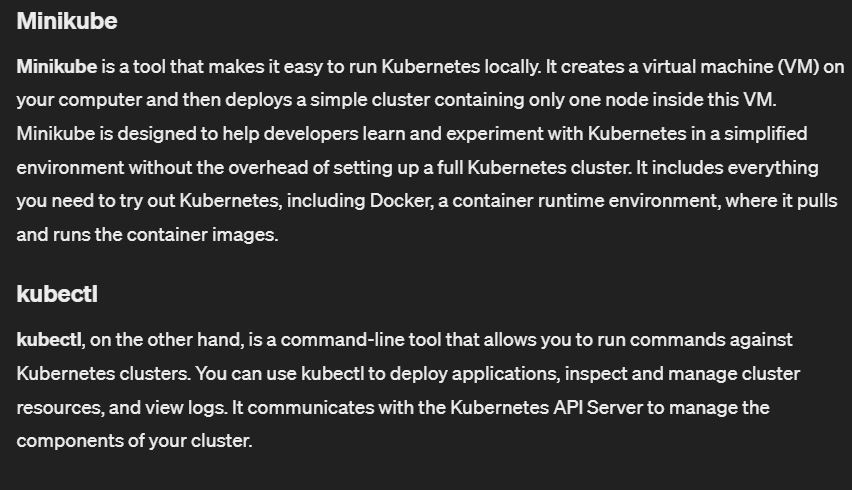 Minikube
Minikube is a tool that makes it easy to run Kubernetes locally. It creates a virtual machine (VM) on
your computer and then deploys a simple cluster containing only one node inside this VM.
Minikube is designed to help developers learn and experiment with Kubernetes in a simplified
environment without the overhead of setting up a full Kubernetes cluster. It includes everything
you need to try out Kubernetes, including Docker, a container runtime environment, where it pulls
and runs the container images.
kubectl
kubectl, on the other hand, is a command-line tool that allows you to run commands against
Kubernetes clusters. You can use kubectl to deploy applications, inspect and manage cluster
resources, and view logs. It communicates with the Kubernetes API Server to manage the
components of your cluster.